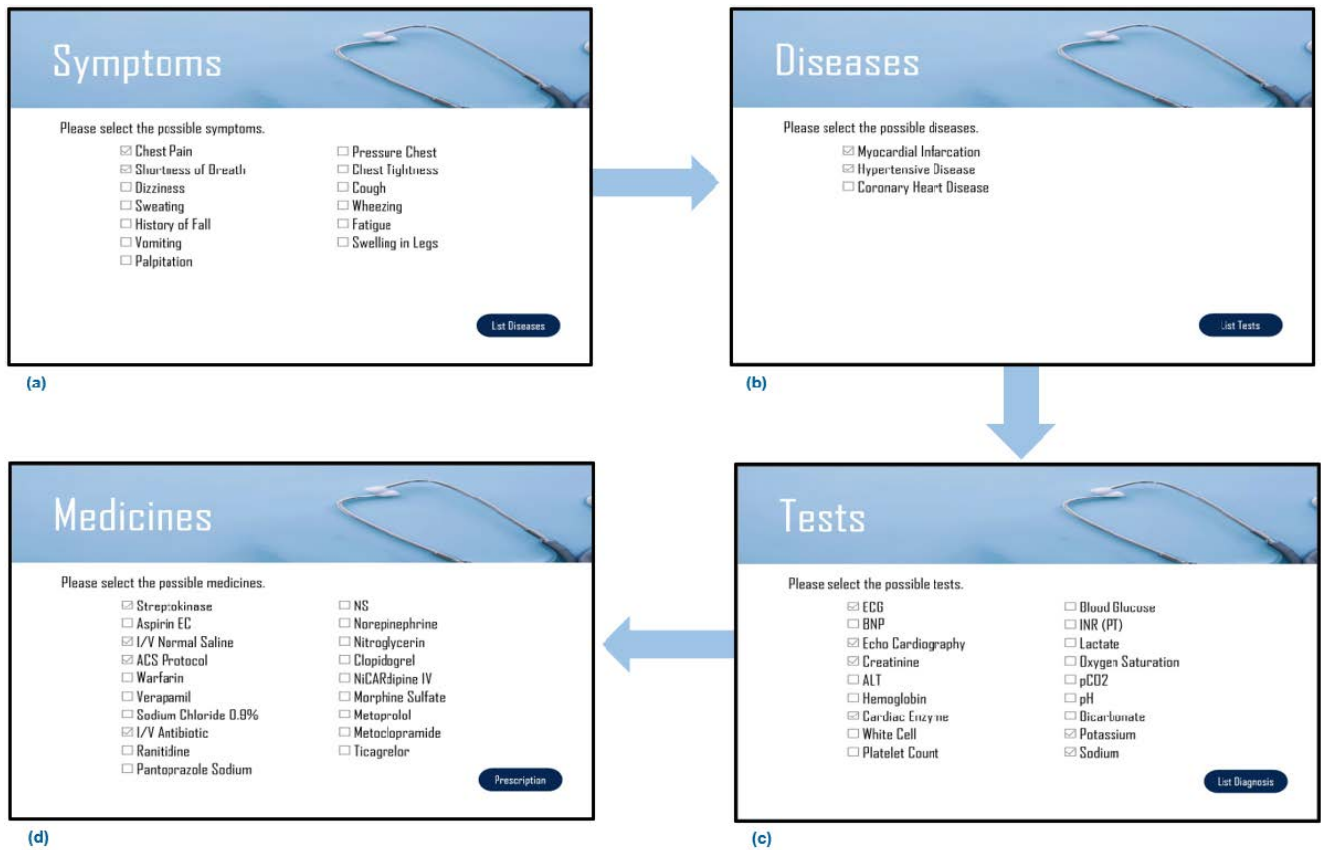 Symptoms
Please select the possible symptoms.
Chest Pain
Shortness of Breath
Dizziness
Sweating
History of Fall
Vomiting
Palpitation
Pressure Chest
Chest Tightness
Cough
Wheezing
Fatigue
Swelling in Legs
List Diseases
(a)
Diseases
Please select the possible diseases.
Myocardial Infarcation
Hypertensive Disease
Coronary Heart Disease
List Tests
(b)
Medicines
Please select the possible medicines.
Streptokinase
Aspirin EC
I/V Normal Saline
ACS Protocol
Warfarin
Verapamil
Sodium Chloride 0.9%
I/V Antibiotic
Ranitidine
Pantoprazole Sodium
NS
Norepinephrine
Nitroglycerin
Clopidogrel
NiCARdipine IV
Morphine Sulfate
Metoprolol
Metoclopramide
Ticagrelor
Prescription
(d)
Tests
Please select the possible tests.
ECG
BNP
Echo Cardiography
Creatinine
ALT
Hemoglobin
Cardiac Enzyme
White Cell
Platelet Count
Blood Glucose
INR (PT)
Lactate
Oxygen Saturation
pCO2
pH
Bicarbonate
Potassium
Sodium
List Diagnosis
(c)